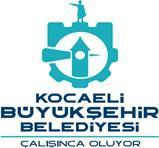 KOCAELİ
BÜYÜKŞEHİR
BELEDİYESİ
ÇALIŞINCA OLUYOR